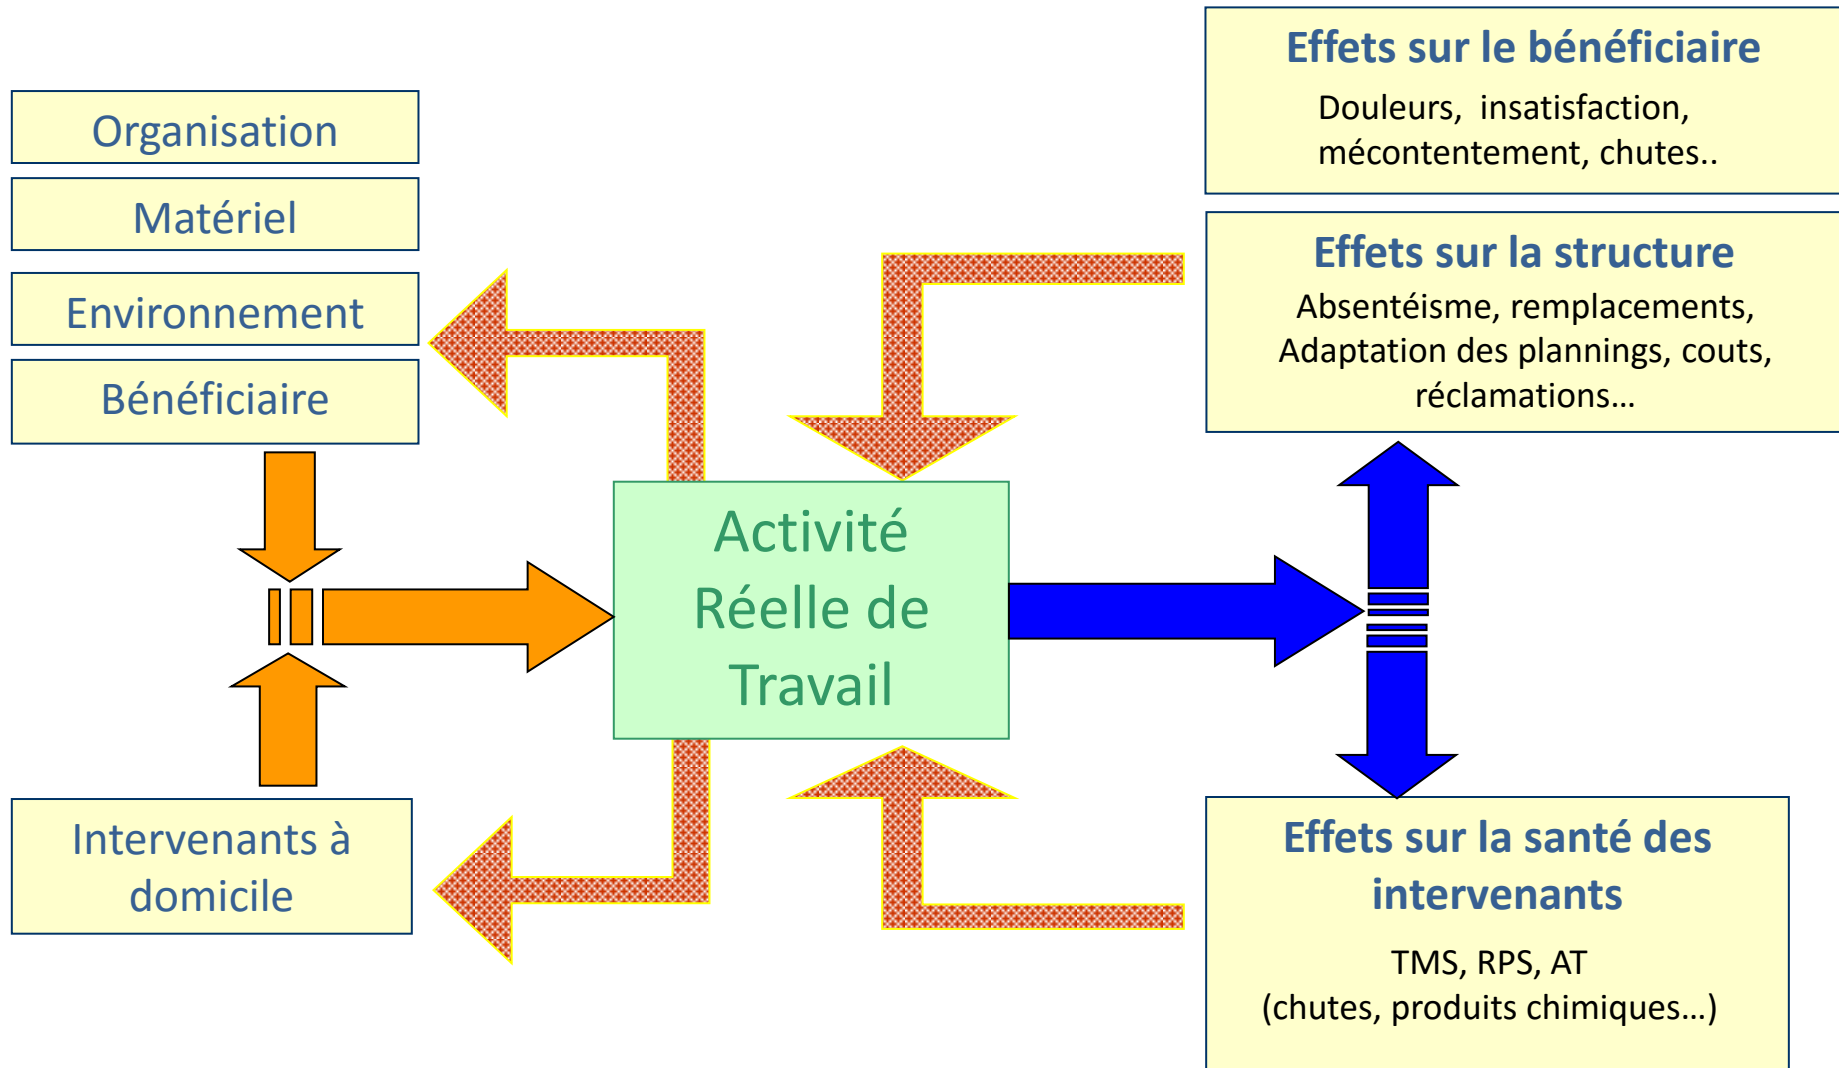 Organisation
Matériel
Environnement
Bénéficiaire
Intervenants à
domicile
Activité
Réelle de
Travail
Effets sur le bénéficiaire
Douleurs, insatisfaction,
mécontentement, chutes..
Effets sur la structure
Absentéisme, remplacements,
Adaptation des plannings, couts,
réclamations…
Effets sur la santé des
intervenants
TMS, RPS, AT
(chutes, produits chimiques…)